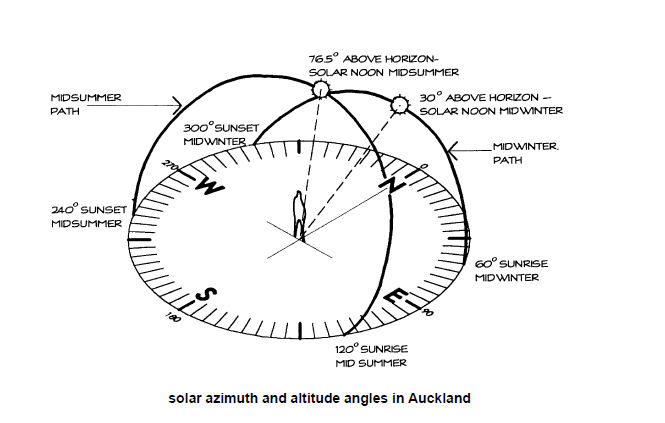 76.5° ABOVE HORIZON-
SOLAR NOON MIDSUMMER
MIDSUMMER
PATH
30° ABOVE HORIZON –
SOLAR NOON MIDWINTER
300° SUNSET
MIDWINTER
MIDWINTER.
PATH
270
W
0
N
240° SUNSET
MIDSUMMER
60° SUNRISE
MIDWINTER
S
180
E
90
120° SUNRISE
MID SUMMER
solar azimuth and altitude angles in Auckland